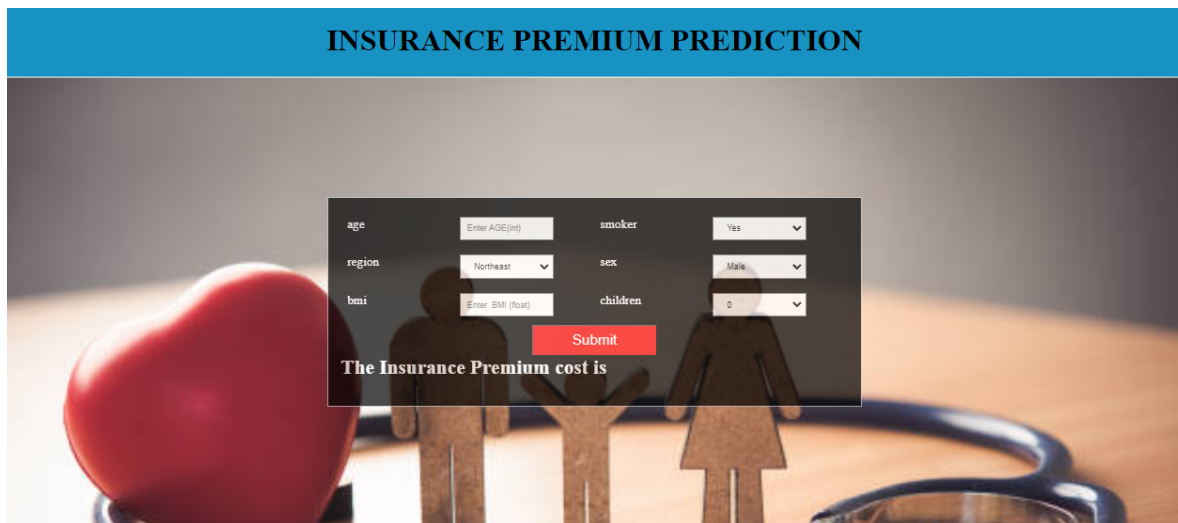 INSURANCE PREMIUM PREDICTION
age Enter AGE(int) smoker Yes
region Northeast sex Male
bmi Enter BMI (float) children 0
Submit
The Insurance Premium cost is